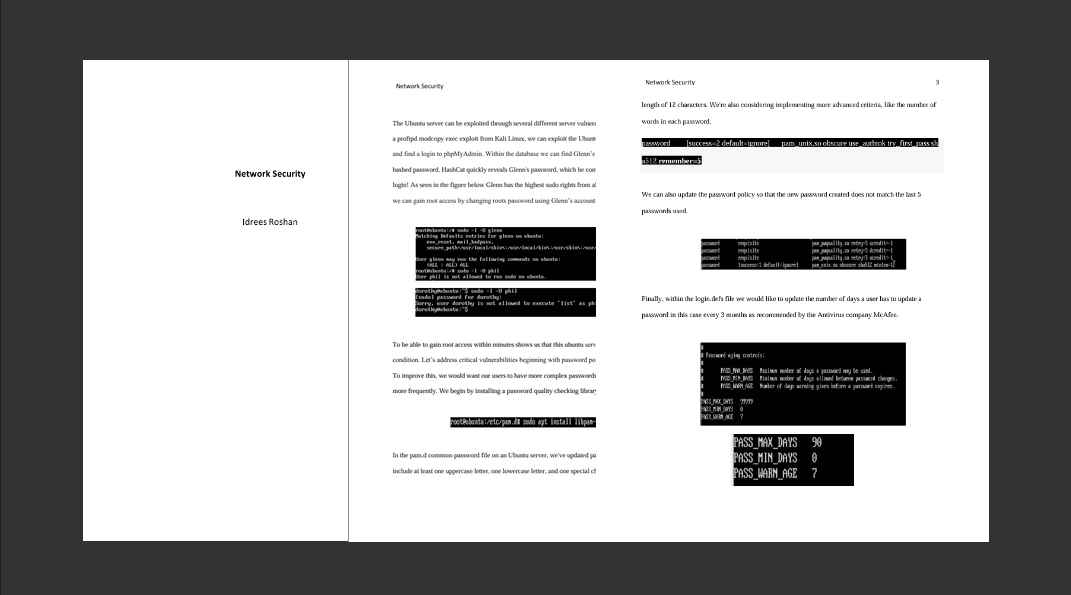 Network Security
Idrees Roshan
Network Security
The Ubuntu server can be exploited through several different server vulnera
a proftpd modcopy exec exploit from Kali Linux, we can exploit the Ubunt
and find a login to phpMyAdmin. Within the database we can find Glenn's
hashed password, HashCat quickly reveals Glenn's password, which he cor
login! As seen in the figure below Glenn has the highest sudo rights from al
we can gain root access by changing roots password using Glenn's account
root@ubuntu:/# sudo -l -U glenn
Matching Defaults entries for glenn on ubuntu:
env_reset, mail_badpass,
secure_path=/usr/local/sbin\:/usr/local/bin\:/usr/sbin\:/usr/
User glenn may run the following commands on ubuntu:
(ALL : ALL) ALL
root@ubuntu:/# sudo -l -U phil
User phil is not allowed to run sudo on ubuntu.
dorothy@ubuntu:~$ sudo -l -U phil
[sudo] password for dorothy:
Sorry, user dorothy is not allowed to execute 'list' as phi
dorothy@ubuntu:~$
To be able to gain root access within minutes shows us that this ubuntu serv
condition. Let's address critical vulnerabilities beginning with password po
To improve this, we would want our users to have more complex passwords
more frequently. We begin by installing a password quality checking library
root@ubuntu:/etc/pam.d# sudo apt install libpam-
In the pam.d common-password file on an Ubuntu server, we've updated pa
include at least one uppercase letter, one lowercase letter, and one special ch
Network Security 3
length of 12 characters. We're also considering implementing more advanced criteria, like the number of
words in each password.
password [success=2 default=ignore] pam_unix.so obscure use_authtok try_first_pass sh
a512 remember=5
We can also update the password policy so that the new password created does not match the last 5
passwords used.
password requisite pam_pwquality.so retry=3 ucredit=-1
password requisite pam_pwquality.so retry=3
password requisite pam_pwquality.so retry=3
password [success=1 default=ignore] pam_unix.so obscure sha512 minlen=12
Finally, within the login.defs file we would like to update the number of days a user has to update a
password in this case every 3 months as recommended by the Antivirus company McAfee.
#
# Password aging controls:
#
# PASS_MAX_DAYS Maximum number of days a password may be used.
# PASS_MIN_DAYS Minimum number of days allowed between password changes.
# PASS_WARN_AGE Number of days warning given before a password expires.
#
PASS_MAX_DAYS 99999
PASS_MIN_DAYS 0
PASS_WARN_AGE 7
PASS_MAX_DAYS 90
PASS_MIN_DAYS 0
PASS_WARN_AGE 7